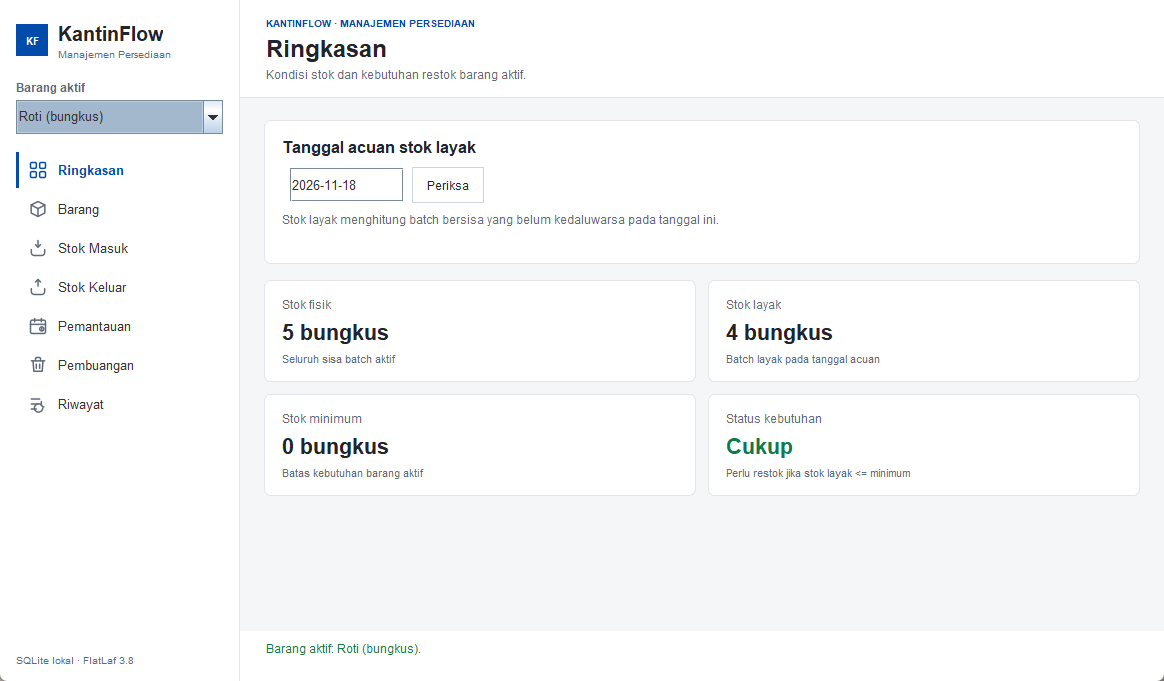 KF
KantinFlow
Manajemen Persediaan
Barang aktif
Roti (bungkus)
Ringkasan
Barang
Stok Masuk
Stok Keluar
Pemantauan
Pembuangan
Riwayat
SQLite lokal · FlatLaf 3.8
KANTINFLOW · MANAJEMEN PERSEDIAAN
Ringkasan
Kondisi stok dan kebutuhan restok barang aktif.
Tanggal acuan stok layak
2026-11-18
Periksa
Stok layak menghitung batch bersisa yang belum kedaluwarsa pada tanggal ini.
Stok fisik
5 bungkus
Seluruh sisa batch aktif
Stok layak
4 bungkus
Batch layak pada tanggal acuan
Stok minimum
0 bungkus
Batas kebutuhan barang aktif
Status kebutuhan
Cukup
Perlu restok jika stok layak <= minimum
Barang aktif: Roti (bungkus).